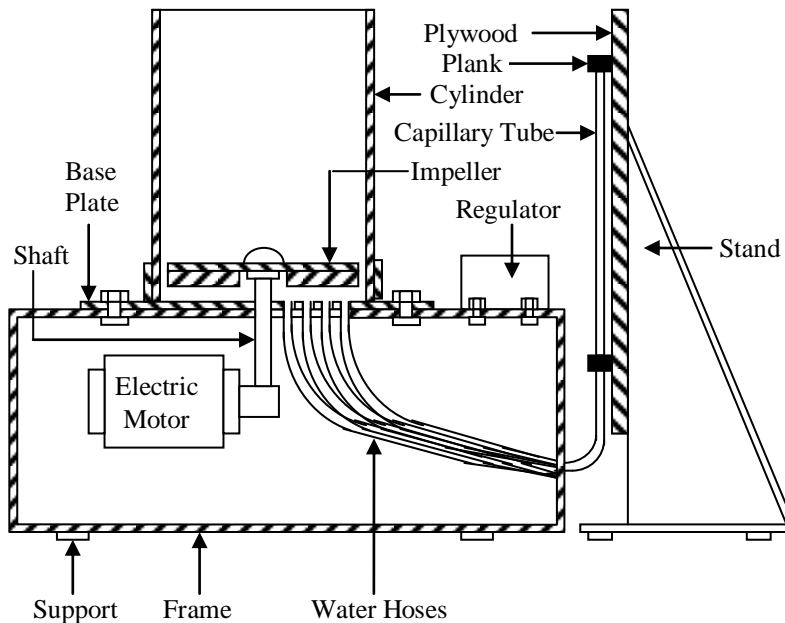 Plywood
Plank
Cylinder
Capillary Tube
Impeller
Base
Plate
Regulator
Shaft
Stand
Electric
Motor
Support
Frame
Water Hoses